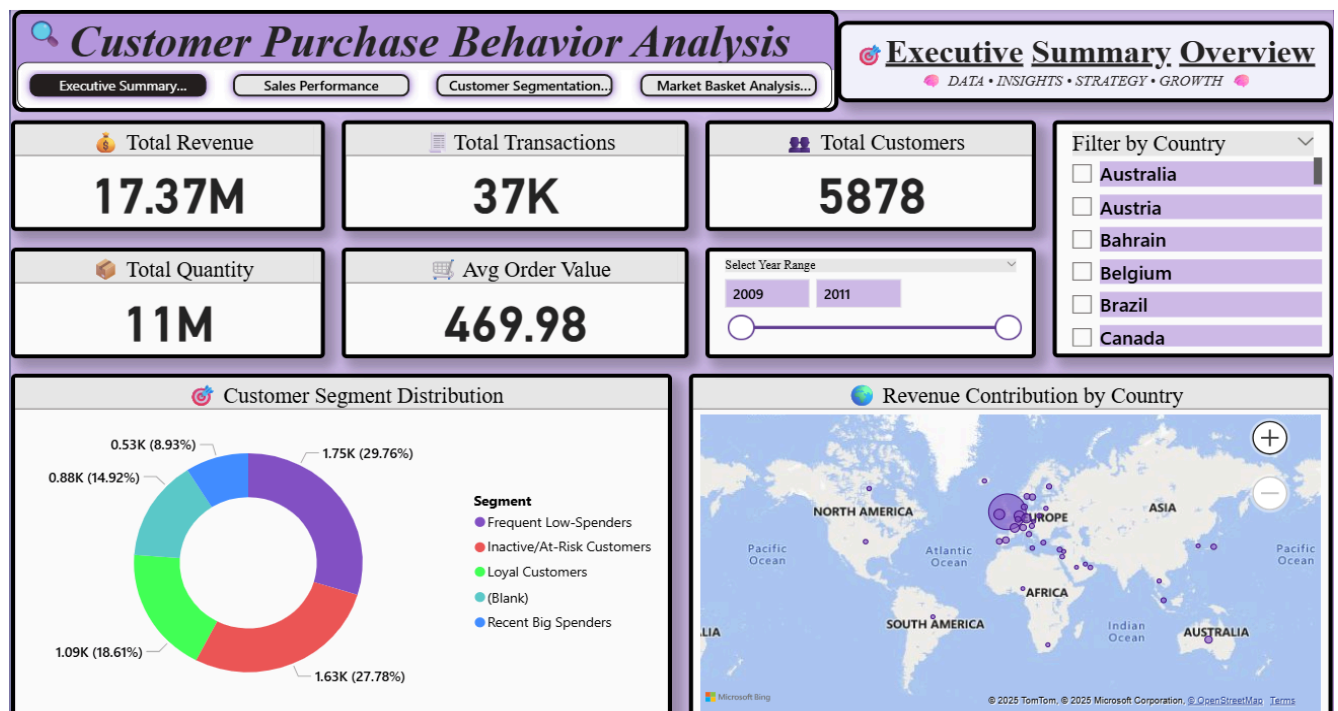 Customer Purchase Behavior Analysis
Executive Summary...
Sales Performance
Customer Segmentation...
Market Basket Analysis...
Executive Summary Overview
DATA • INSIGHTS • STRATEGY • GROWTH
Total Revenue
17.37M
Total Transactions
37K
Total Customers
5878
Filter by Country
Australia
Austria
Bahrain
Belgium
Brazil
Canada
Total Quantity
11M
Avg Order Value
469.98
Select Year Range
2009
2011
Customer Segment Distribution
0.53K (8.93%)
0.88K (14.92%)
1.09K (18.61%)
1.75K (29.76%)
1.63K (27.78%)
Segment
Frequent Low-Spenders
Inactive/At-Risk Customers
Loyal Customers
(Blank)
Recent Big Spenders
Revenue Contribution by Country
NORTH AMERICA
EUROPE
ASIA
Pacific
Ocean
Atlantic
Ocean
Pacific
Ocean
AFRICA
SOUTH AMERICA
Indian
Ocean
LIA
AUSTRALIA
Microsoft Bing
© 2025 TomTom, © 2025 Microsoft Corporation, © OpenStreetMap Terms